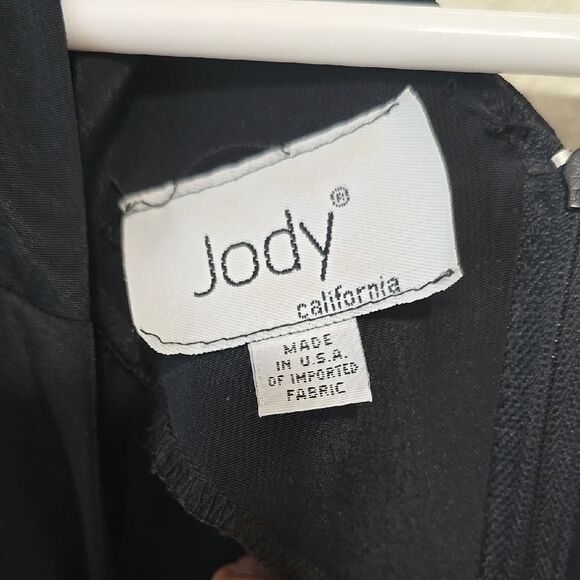 Jody®
california
MADE
IN U.S.A.
OF IMPORTED
FABRIC